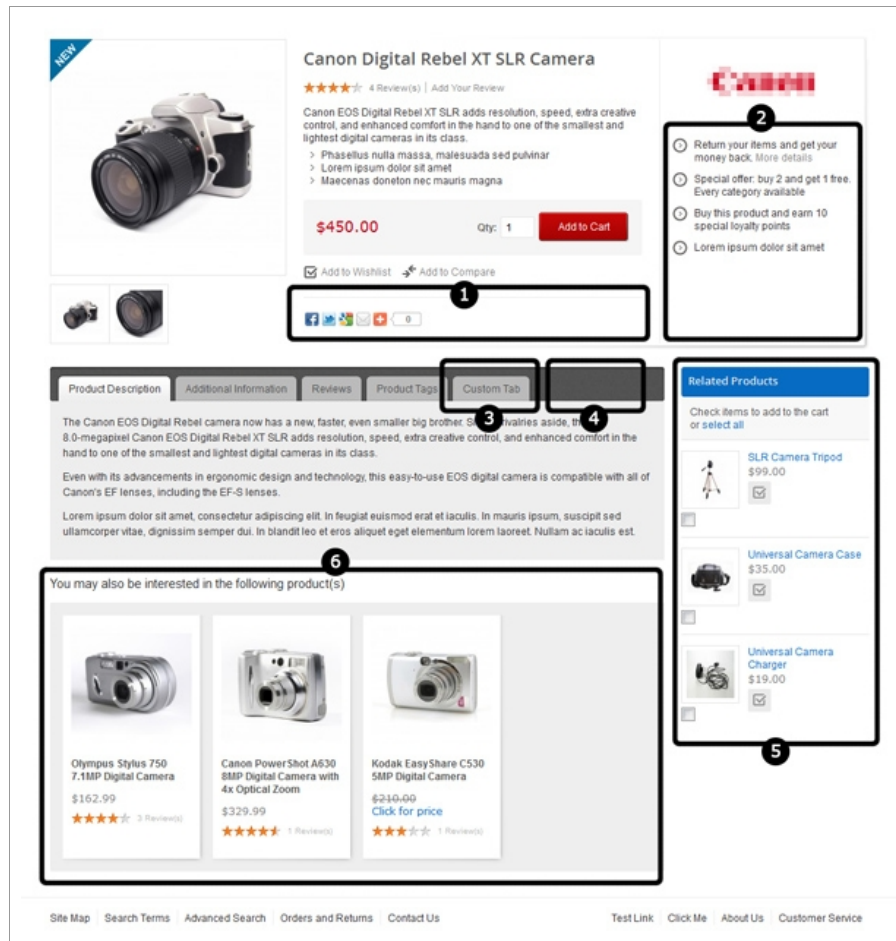 NEW
Canon Digital Rebel XT SLR Camera
4 Review(s) | Add Your Review
Canon EOS Digital Rebel XT SLR adds resolution, speed, extra creative
control, and enhanced comfort in the hand to one of the smallest and
lightest digital cameras in its class.
> Phasellus nulla massa, malesuada sed pulvinar
> Lorem ipsum dolor sit amet
> Maecenas doneton nec mauris magna
$450.00
Qty: 1
Add to Cart
Add to Wishlist
Add to Compare
1
0
Canon
2
Return your items and get your
money back. More details
Special offer: buy 2 and get 1 free.
Every category available
Buy this product and earn 10
special loyalty points
Lorem ipsum dolor sit amet
Product Description
Additional Information
Reviews
Product Tags
Custom Tab
3
4
The Canon EOS Digital Rebel camera now has a new, faster, even smaller big brother.
8.0-megapixel Canon EOS Digital Rebel XT SLR adds resolution, speed, extra creative control, and enhanced comfort in the
hand to one of the smallest and lightest digital cameras in its class.
Even with its advancements in ergonomic design and technology, this easy-to-use EOS digital camera is compatible with all of
Canon's EF lenses, including the EF-S lenses.
Lorem ipsum dolor sit amet, consectetur adipiscing elit. In feugiat euismod erat et iaculis. In mauris ipsum, suscipit sed
ullamcorper vitae, dignissim semper dui. In blandit leo et eros aliquet eget elementum lorem laoreet. Nullam ac iaculis est.
Related Products
Check items to add to the cart
or select all
SLR Camera Tripod
$99.00
Universal Camera Case
$35.00
Universal Camera
Charger
$19.00
5
6
You may also be interested in the following product(s)
Olympus Stylus 750
7.1MP Digital Camera
$162.99
3 Review(s)
Canon PowerShot A630
8MP Digital Camera with
4x Optical Zoom
$329.99
1 Review(s)
Kodak EasyShare C530
5MP Digital Camera
$210.00
Click for price
1 Review(s)
Site Map
Search Terms
Advanced Search
Orders and Returns
Contact Us
Test Link
Click Me
About Us
Customer Service